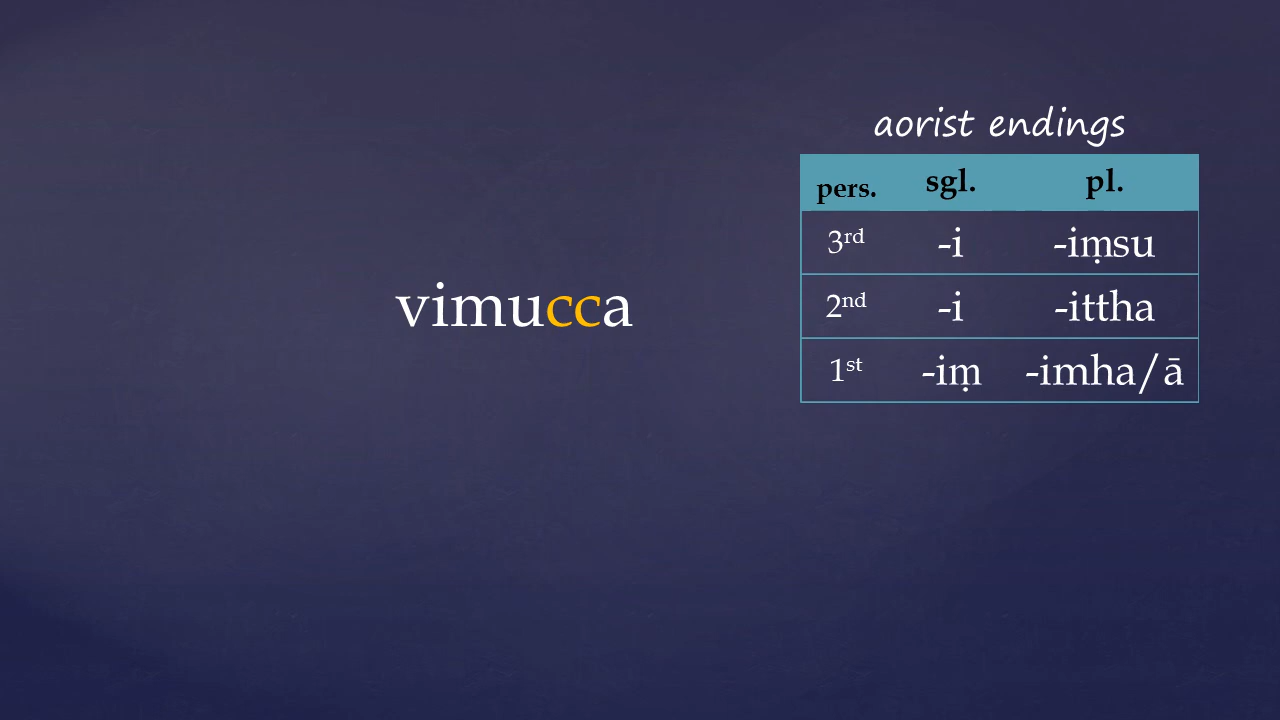 aorist endings
pers. sgl. pl.
3rd -i -iṃsu
vimucca
2nd -i -ittha
1st -iṃ -imha/ā